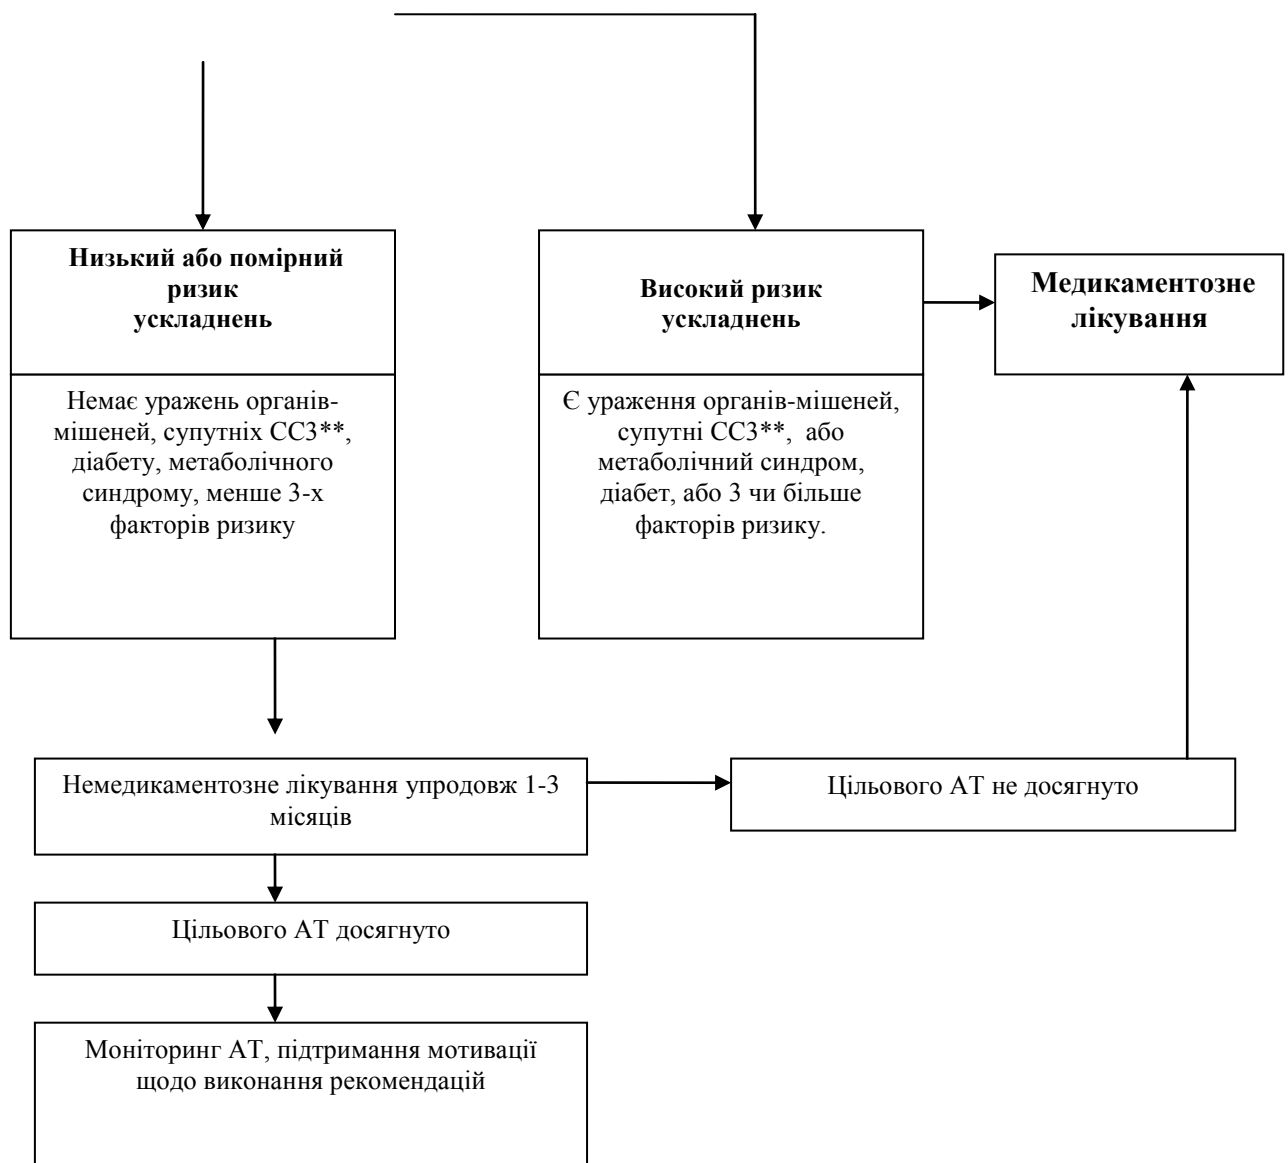 Низький або помірний
ризик
ускладнень
Високий ризик
ускладнень
Медикаментозне
лікування
Немає уражень органів-
мішеней, супутніх ССЗ**,
діабету, метаболічного
синдрому, менше 3-х
факторів ризику
Є ураження органів-мішеней,
супутні ССЗ**, або
метаболічний синдром,
діабет, або 3 чи більше
факторів ризику.
Немедикаментозне лікування упродовж 1-3
місяців
Цільового АТ не досягнуто
Цільового АТ досягнуто
Моніторинг АТ, підтримання мотивації
щодо виконання рекомендацій